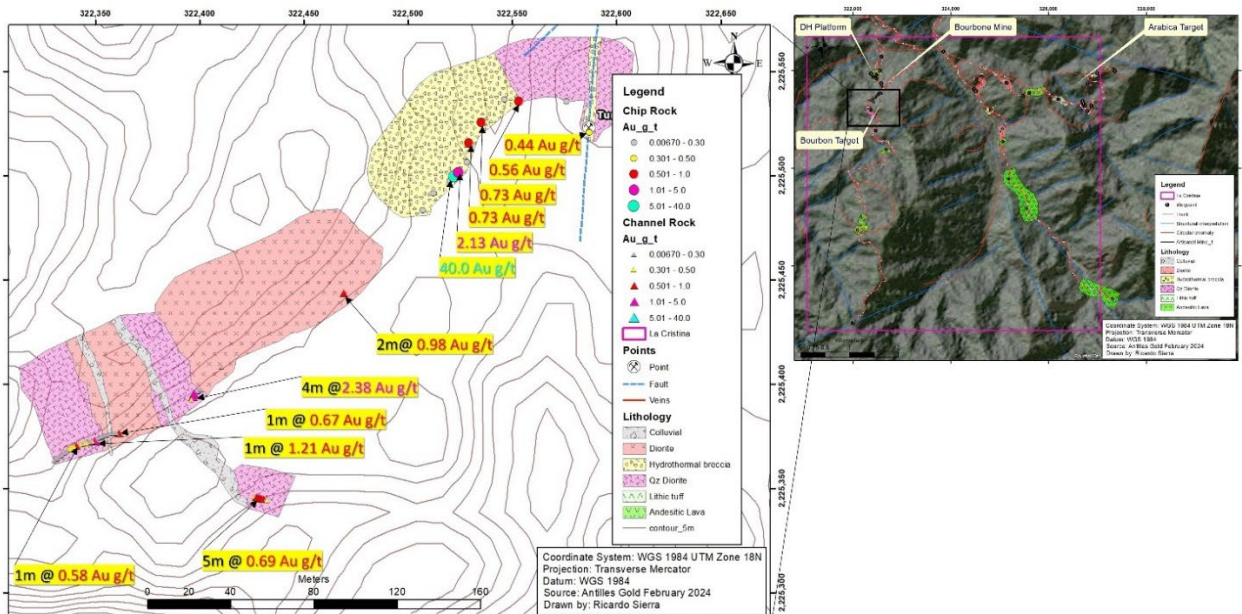 322,350
322,400
322,450
322,500
322,550
322,600
322,650
N
W
E
S
Legend
Chip Rock
Au_g_t
0.00670 - 0.30
0.301 - 0.50
0.501 - 1.0
1.01 - 5.0
5.01 - 40.0
Channel Rock
Au_g_t
0.00670 - 0.30
0.301 - 0.50
0.501 - 1.0
1.01 - 5.0
5.01 - 40.0
La Cristina
Points
Point
Fault
Veins
Lithology
Colluvial
Diorite
Hydrothermal breccia
Qz Diorite
Lithic tuff
Andesitic Lava
contour_5m
0.44 Au g/t
0.56 Au g/t
0.73 Au g/t
0.73 Au g/t
2.13 Au g/t
40.0 Au g/t
2m@ 0.98 Au g/t
4m @2.38 Au g/t
1m @ 0.67 Au g/t
1m @ 1.21 Au g/t
5m @ 0.69 Au g/t
1m @ 0.58 Au g/t
Meters
0
20
40
80
120
160
Coordinate System: WGS 1984 UTM Zone 18N
Projection: Transverse Mercator
Datum: WGS 1984
Source: Antilles Gold February 2024
Drawn by: Ricardo Sierra
2,225,550
2,225,500
2,225,450
2,225,400
2,225,350
2,225,300
DH Platform
Bourbone Mine
Arabica Target
Bourbon Target
Legend
La Cristina
Structural interpretation
Circular anomaly
Lithology
Colluvial
Diorite
Hydrothermal breccia
Qz Diorite
Lithic tuff
Andesitic Lava
Coordinate System: WGS 1984 UTM Zone 18N
Projection: Transverse Mercator
Datum: WGS 1984
Source: Antilles Gold February 2024
Drawn by: Ricardo Sierra